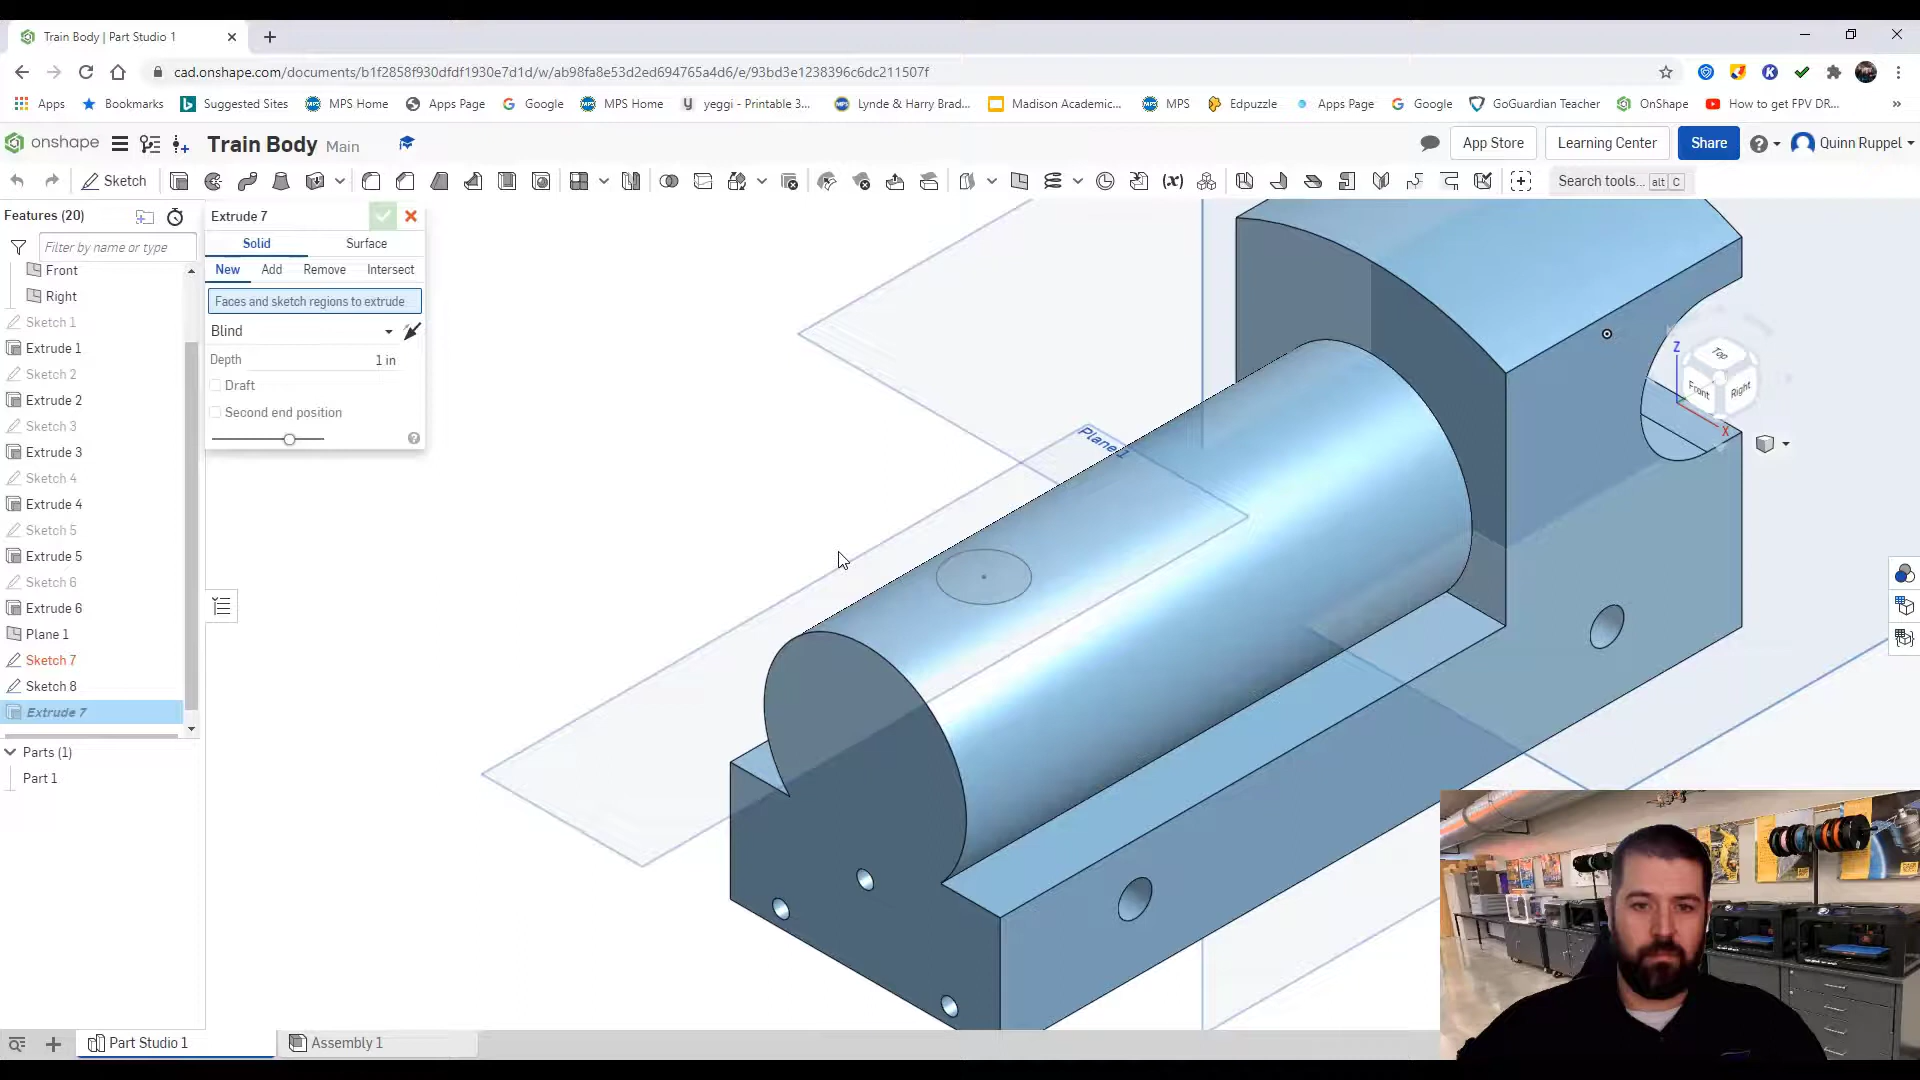 Train Body | Part Studio 1
cad.onshape.com/documents/b1f2858f930dfdf1930e7d1d/w/ab98fa8e53d2ed694765a4d6/e/93bd3e1238396c6dc211507f
Apps Bookmarks Suggested Sites MPS Home Apps Page Google MPS Home yeggi - Printable 3... Lynde & Harry Brad... Madison Academic... MPS Edpuzzle Apps Page Google GoGuardian Teacher OnShape How to get FPV DR... »
onshape Train Body Main App Store Learning Center Share Quinn Ruppel
Sketch (x) Search tools... alt C
Features (20)
Filter by name or type
Front
Right
Sketch 1
Extrude 1
Sketch 2
Extrude 2
Sketch 3
Extrude 3
Sketch 4
Extrude 4
Sketch 5
Extrude 5
Sketch 6
Extrude 6
Plane 1
Sketch 7
Sketch 8
Extrude 7
Parts (1)
Part 1
Extrude 7
Solid Surface
New Add Remove Intersect
Faces and sketch regions to extrude
Blind
Depth 1 in
Draft
Second end position
Plane 1
Z
Top
Front
Right
X
Part Studio 1
Assembly 1